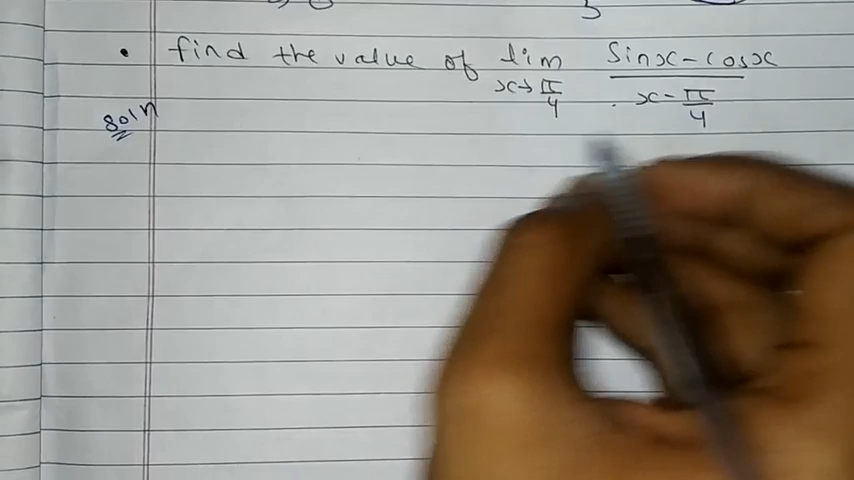 • find the value of lim sinx - cosx
x→π/4 x - π/4
soln